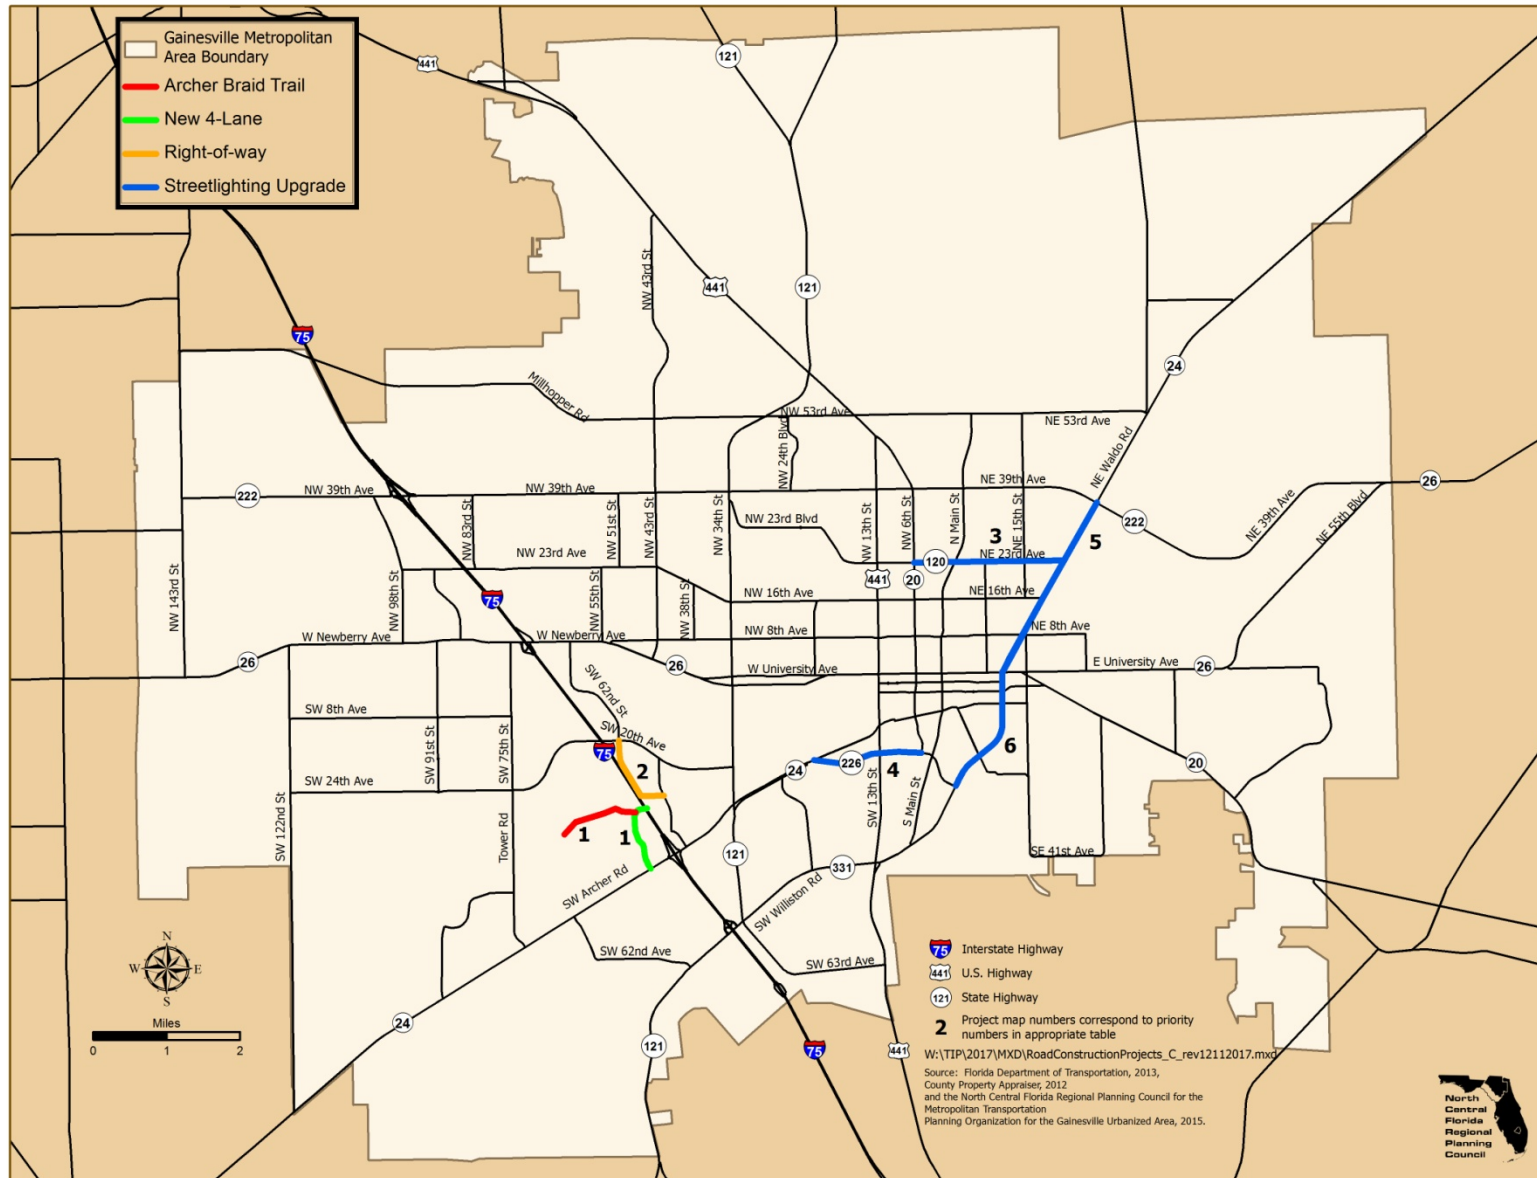 Gainesville Metropolitan
Area Boundary
Archer Braid Trail
New 4-Lane
Right-of-way
Streetlighting Upgrade
441
121
NW 43rd St
441
121
75
24
Millhopper Rd
NW 53rd Ave
NE 53rd Ave
NW 24th Blvd
NE Waldo Rd
222
NW 39th Ave
NW 39th Ave
NE 39th Ave
26
222
NE 39th Ave
NE 55th Blvd
NW 83rd St
NW 51st St
NW 43rd St
NW 34th St
NW 23rd Blvd
NW 13th St
NW 6th St
N Main St
NE 15th St
3
5
NW 23rd Ave
120
NE 23rd Ave
NW 143rd St
NW 98th St
75
NW 55th St
NW 38th St
441
20
NW 16th Ave
NE 16th Ave
W Newberry Ave
W Newberry Ave
NW 8th Ave
NE 8th Ave
26
26
W University Ave
E University Ave
26
SW 62nd St
SW 8th Ave
SW 91st St
SW 75th St
SW 20th Ave
75
6
2
24
226
4
20
SW 24th Ave
SW 122nd St
SW 13th St
S Main St
Tower Rd
1
1
121
331
SE 41st Ave
SW Archer Rd
SW Williston Rd
SW 62nd Ave
SW 63rd Ave
24
121
75
441
N
W
E
S
Miles
0
1
2
75
Interstate Highway
441
U.S. Highway
121
State Highway
2
Project map numbers correspond to priority
numbers in appropriate table
W:\TIP\2017\MXD\RoadConstructionProjects_C_rev12112017.mxd
Source: Florida Department of Transportation, 2013,
County Property Appraiser, 2012
and the North Central Florida Regional Planning Council for the
Metropolitan Transportation
Planning Organization for the Gainesville Urbanized Area, 2015.
North
Central
Florida
Regional
Planning
Council